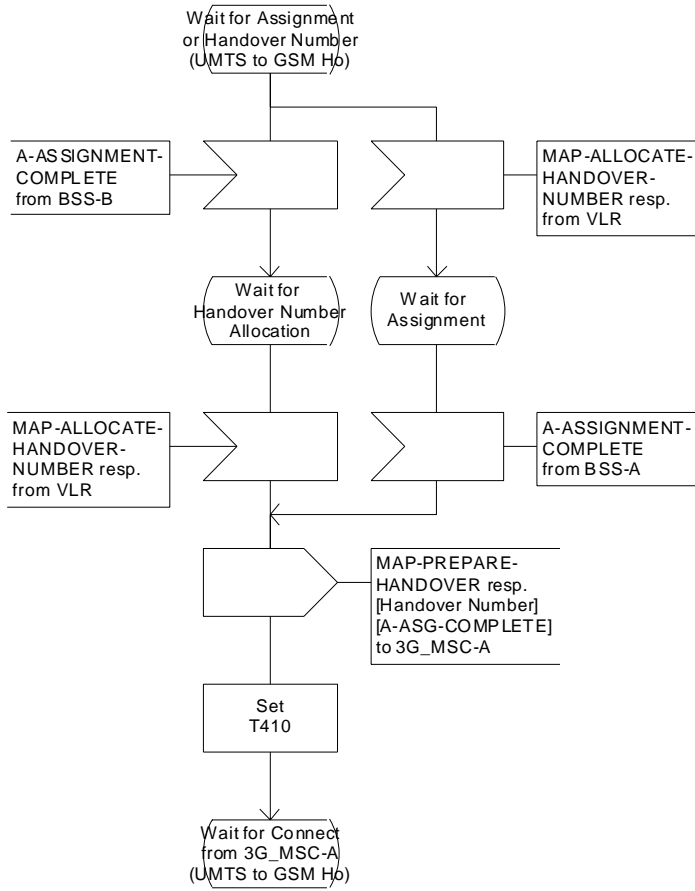 Wait for Assignment
or Handover Number
(UMTS to GSM Ho)
A-ASSIGNMENT-
COMPLETE
from BSS-B
MAP-ALLOCATE-
HANDOVER-
NUMBER resp.
from VLR
Wait for
Handover Number
Allocation
Wait for
Assignment
MAP-ALLOCATE-
HANDOVER-
NUMBER resp.
from VLR
A-ASSIGNMENT-
COMPLETE
from BSS-A
MAP-PREPARE-
HANDOVER resp.
[Handover Number]
[A-ASG-COMPLETE]
to 3G_MSC-A
Set
T410
Wait for Connect
from 3G_MSC-A
(UMTS to GSM Ho)